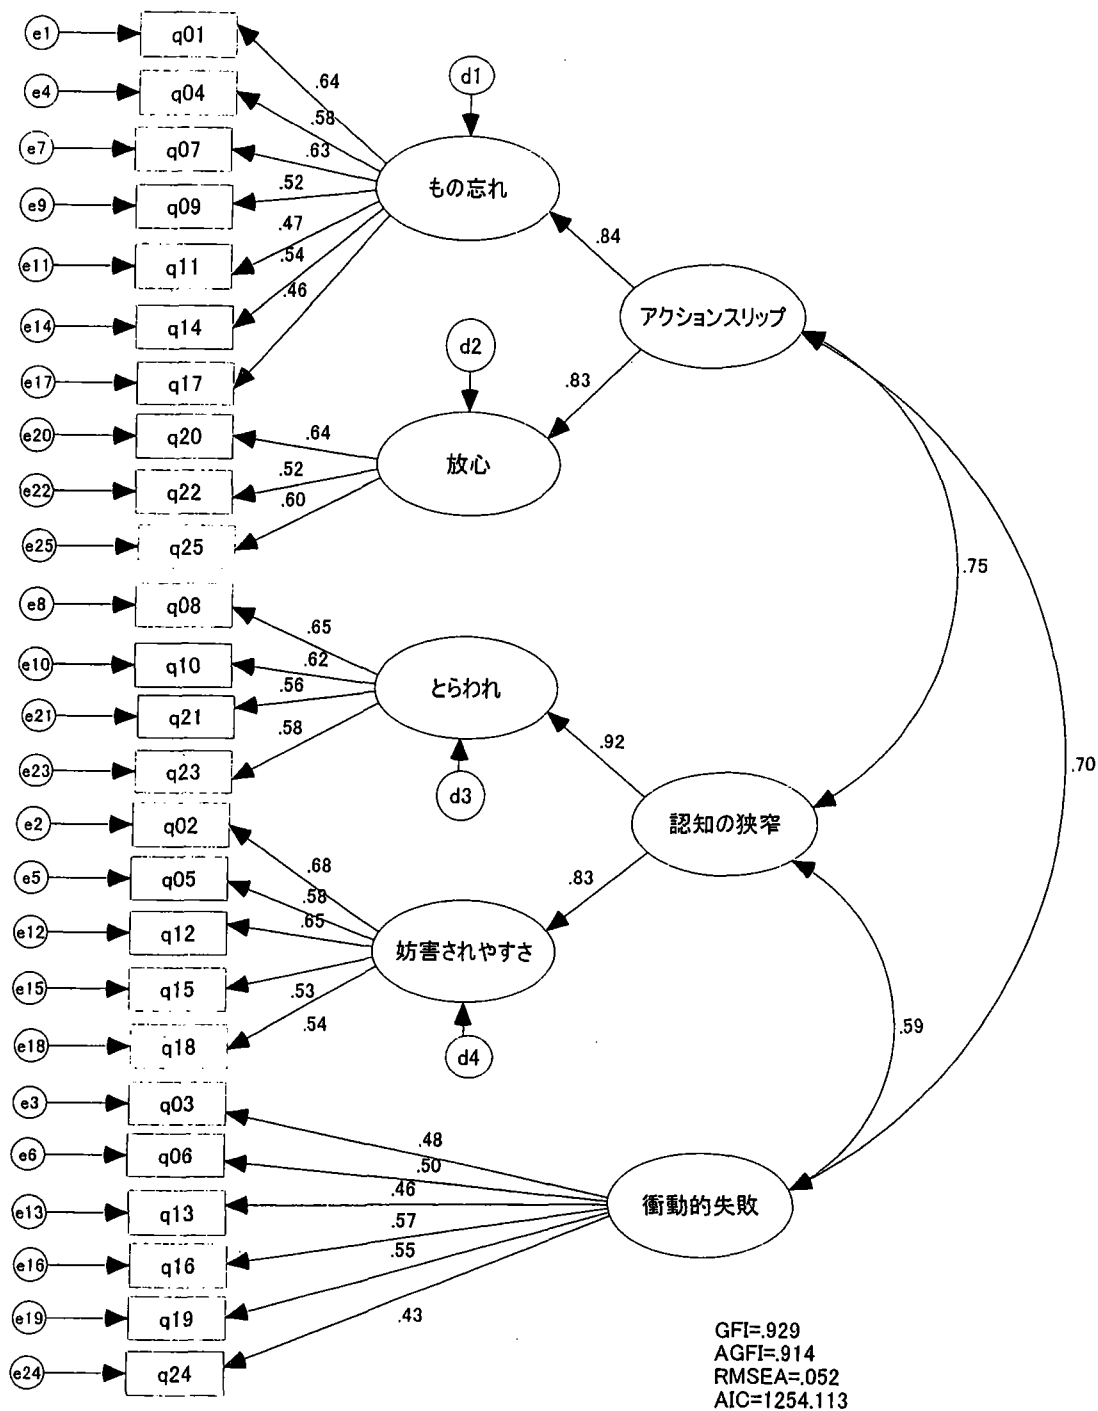 e1 q01
.64
d1
e4 q04
.58
e7 q07
.63
もの忘れ
e9 q09
.52
.47
.84
e11 q11
.54
.46
アクションスリップ
e14 q14
d2
e17 q17
.83
e20 q20
.64
放心
e22 q22
.52
.60
e25 q25
.75
e8 q08
.65
e10 q10
.62
とらわれ
.56
e21 q21
.58
.92
e23 q23
.70
d3
e2 q02
認知の狭窄
.68
e5 q05
.58
.83
e12 q12
.65
妨害されやすさ
e15 q15
.53
.54
e18 q18
.59
d4
e3 q03
.48
e6 q06
.50
.46
衝動的失敗
e13 q13
.57
.55
e16 q16
e19 q19
.43
e24 q24
GFI=.929
AGFI=.914
RMSEA=.052
AIC=1254.113